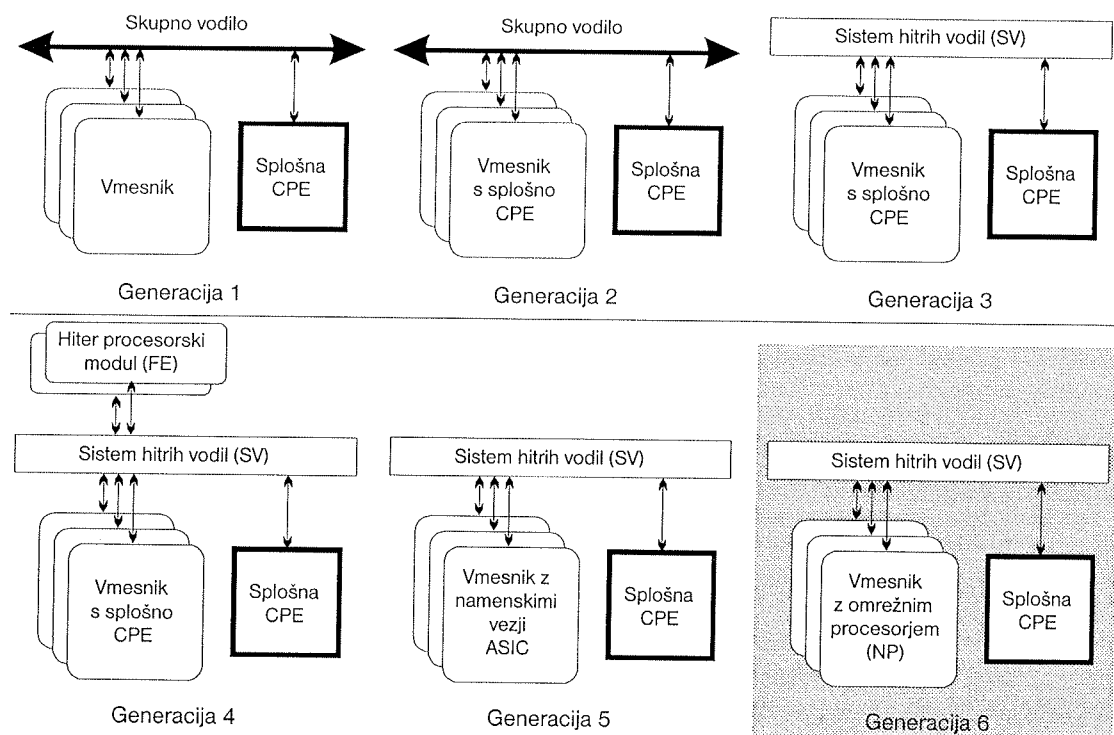 Skupno vodilo
Vmesnik
Splošna
CPE
Generacija 1
Skupno vodilo
Vmesnik
s splošno
CPE
Splošna
CPE
Generacija 2
Sistem hitrih vodil (SV)
Vmesnik
s splošno
CPE
Splošna
CPE
Generacija 3
Hiter procesorski
modul (FE)
Sistem hitrih vodil (SV)
Vmesnik
s splošno
CPE
Splošna
CPE
Generacija 4
Sistem hitrih vodil (SV)
Vmesnik z
namenskimi
vezji
ASIC
Splošna
CPE
Generacija 5
Sistem hitrih vodil (SV)
Vmesnik
z omrežnim
procesorjem
(NP)
Splošna
CPE
Generacija 6